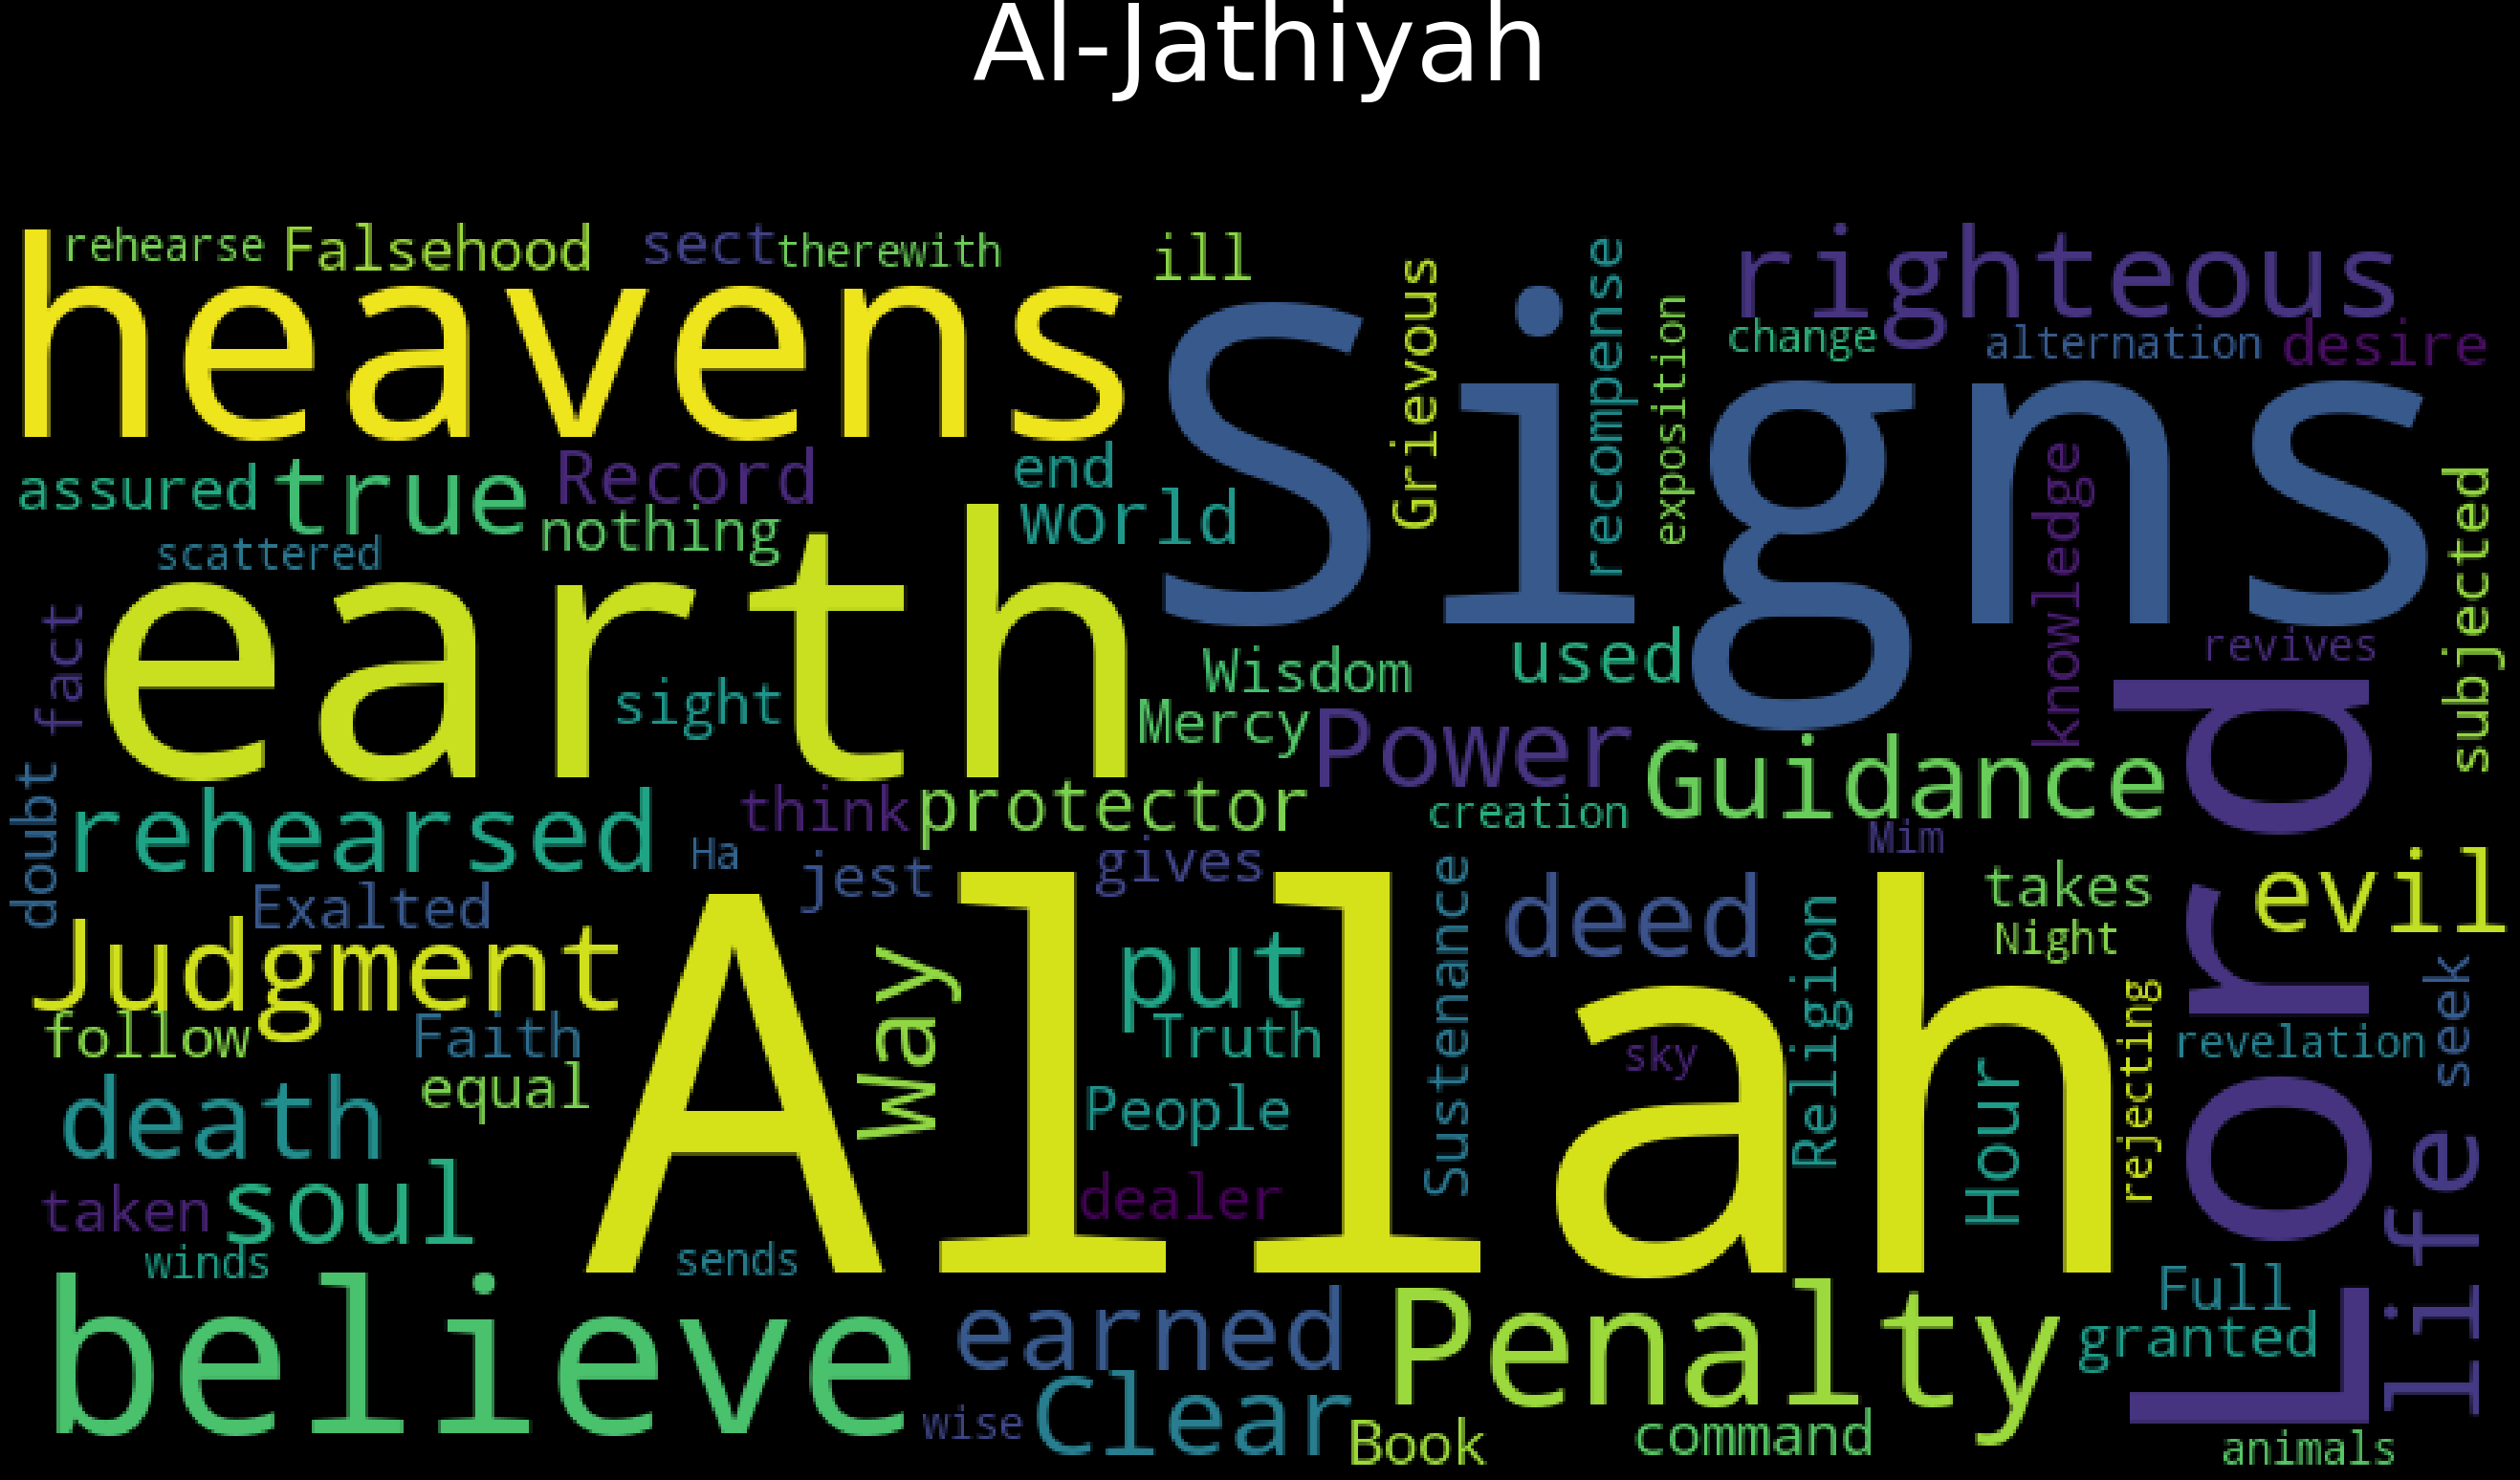 Al-Jathiyah
rehearse Falsehood sect therewith ill righteous
heavens Signs Grievous recompense exposition change alternation desire
assured true Record end knowledge subjected
nothing world
scattered
earth
fact sight Wisdom used revives
Mercy Power Guidance Lord
doubt rehearsed think protector creation
Ha jest gives Mim
Exalted Allah Sustenance deed takes evil
Judgment Way put Religion Night seek
follow Faith Truth sky rejecting revelation
equal Hour
death People life
taken soul dealer
winds sends
believe earned Penalty Full
granted
wise Clear Book command animals